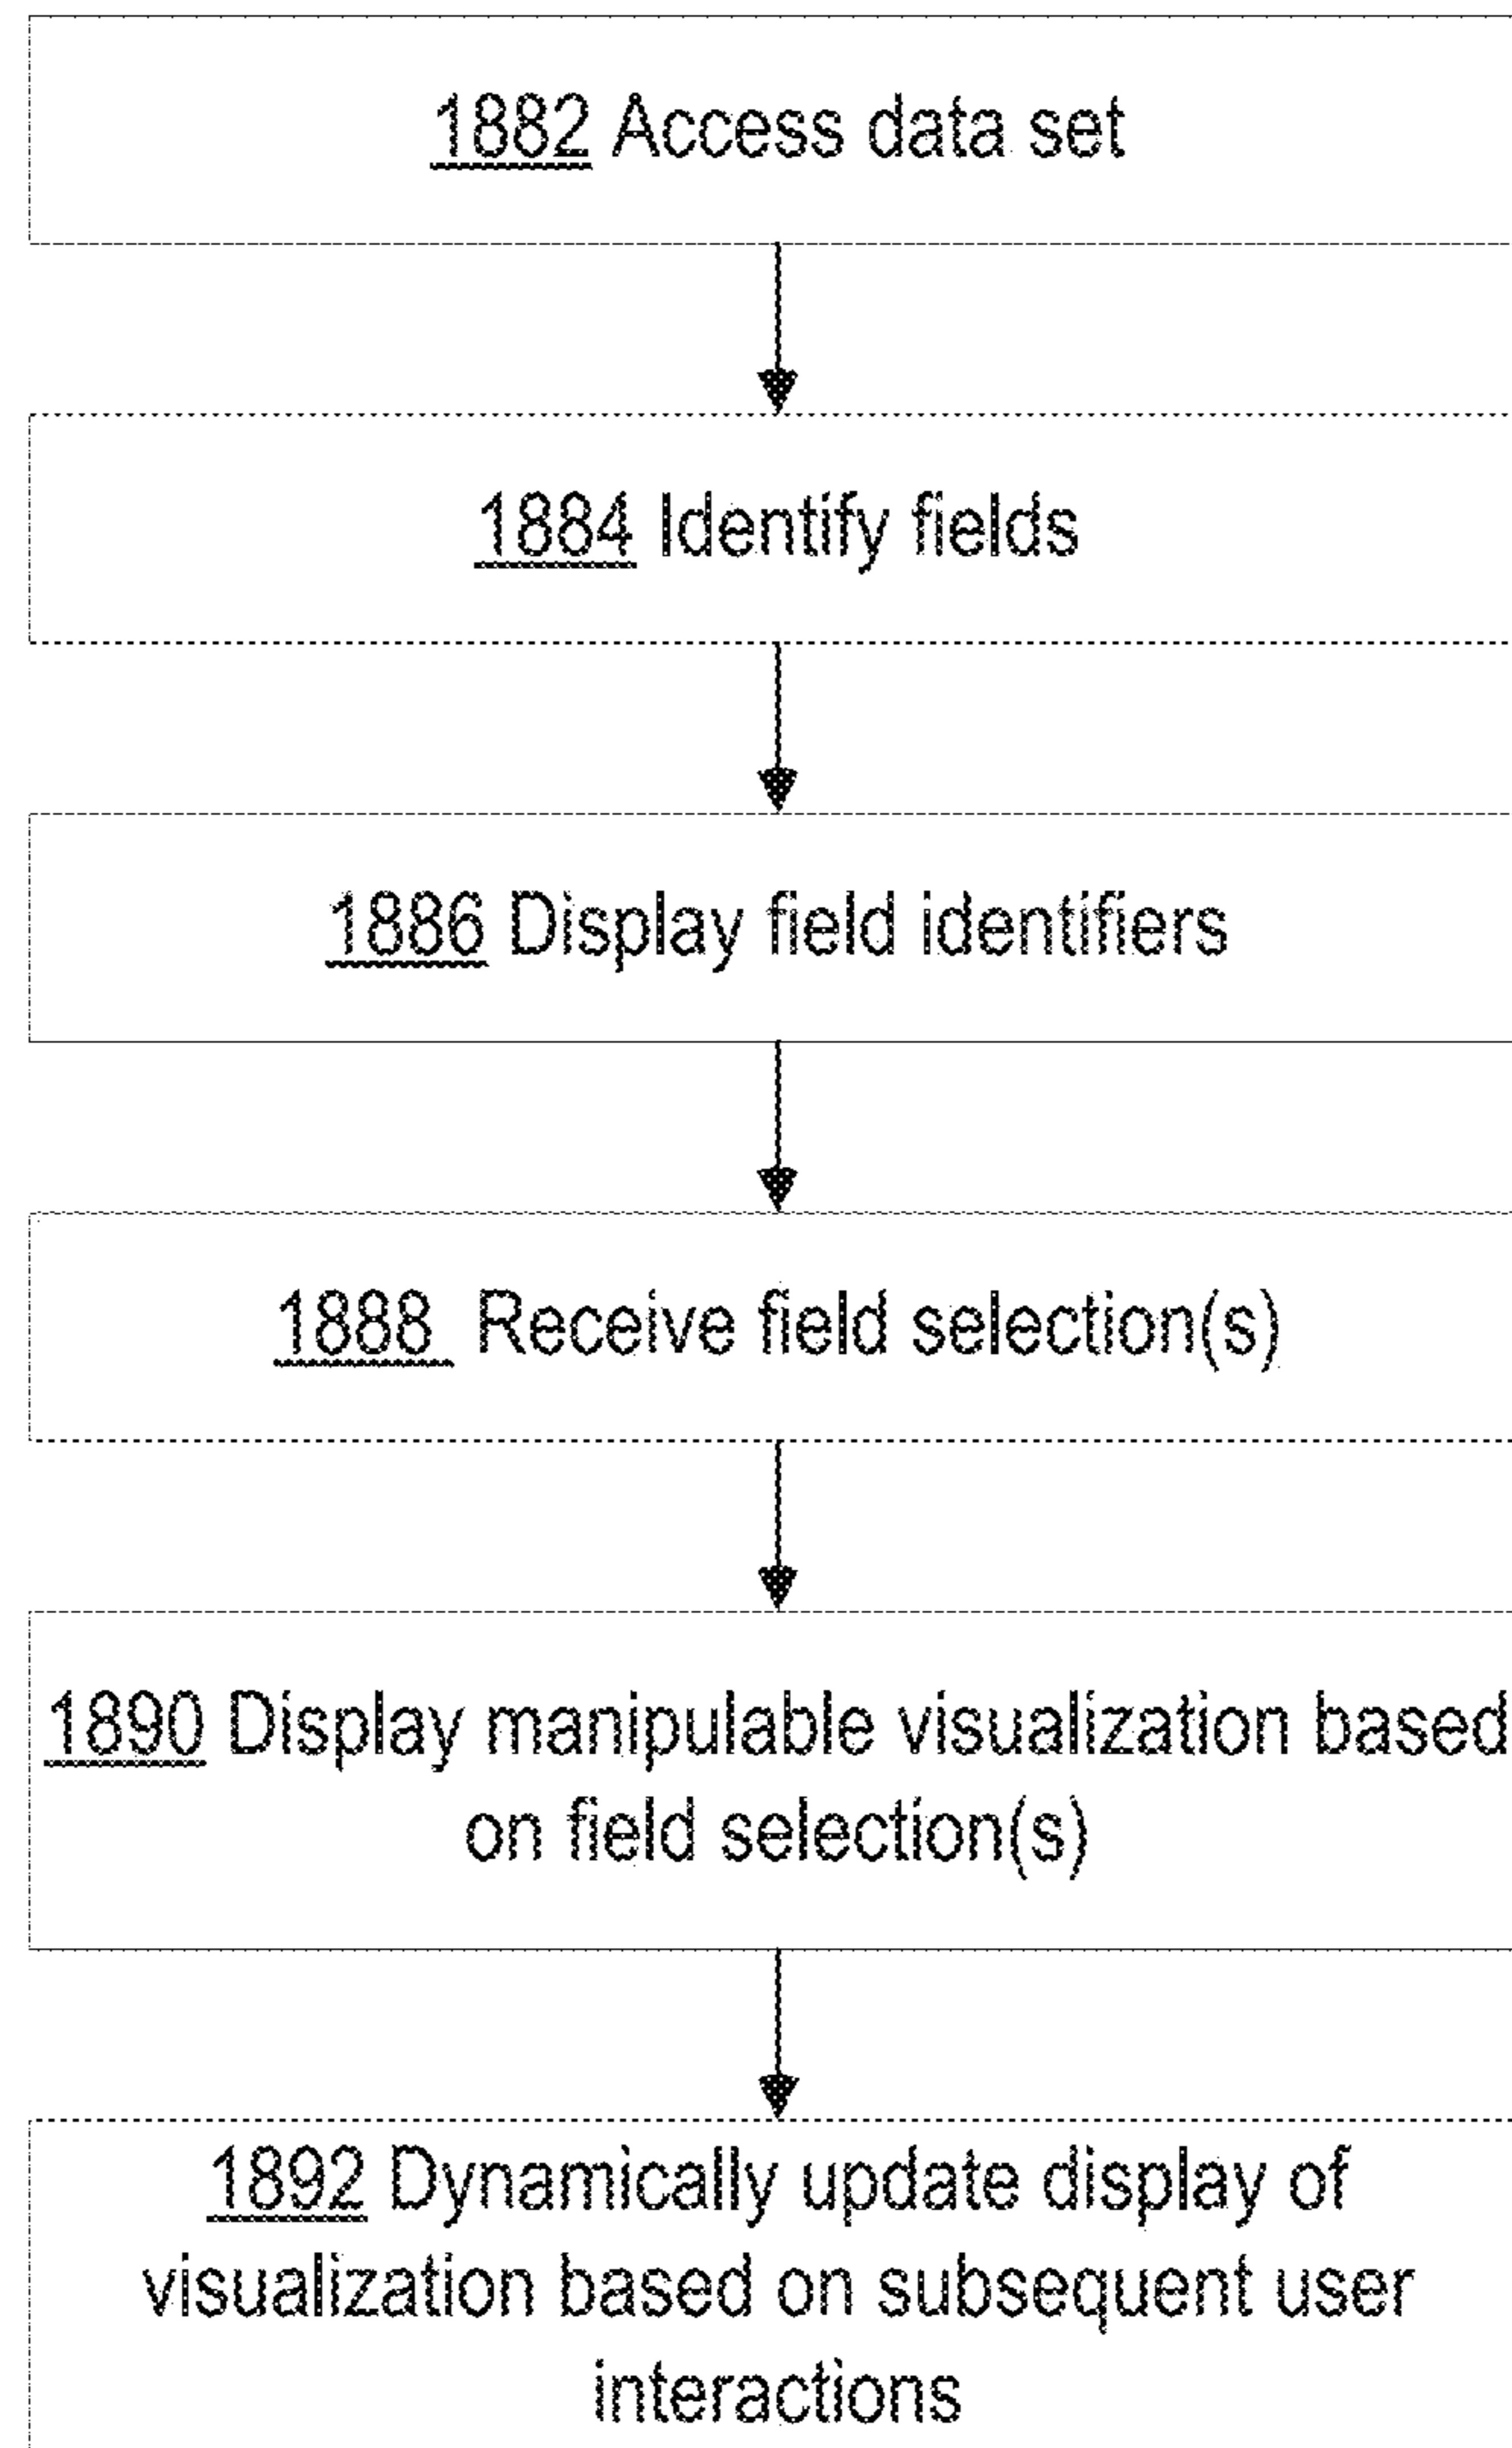 1882 Access data set
1884 Identify fields
1886 Display field identifiers
1888 Receive field selection(s)
1890 Display manipulable visualization based
on field selection(s)
1892 Dynamically update display of
visualization based on subsequent user
interactions